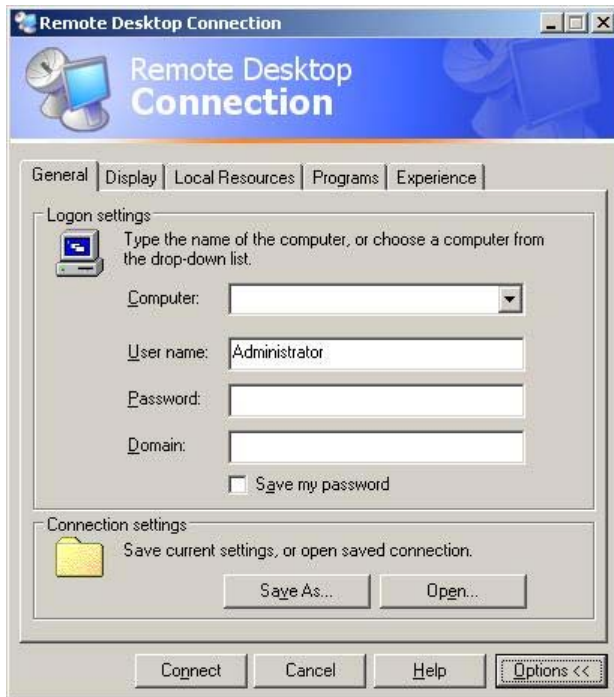 Remote Desktop Connection
Remote Desktop
Connection
General
Display
Local Resources
Programs
Experience
Logon settings
Type the name of the computer, or choose a computer from
the drop-down list.
Computer:
User name:
Administrator
Password:
Domain:
Save my password
Connection settings
Save current settings, or open saved connection.
Save As...
Open...
Connect
Cancel
Help
Options <<